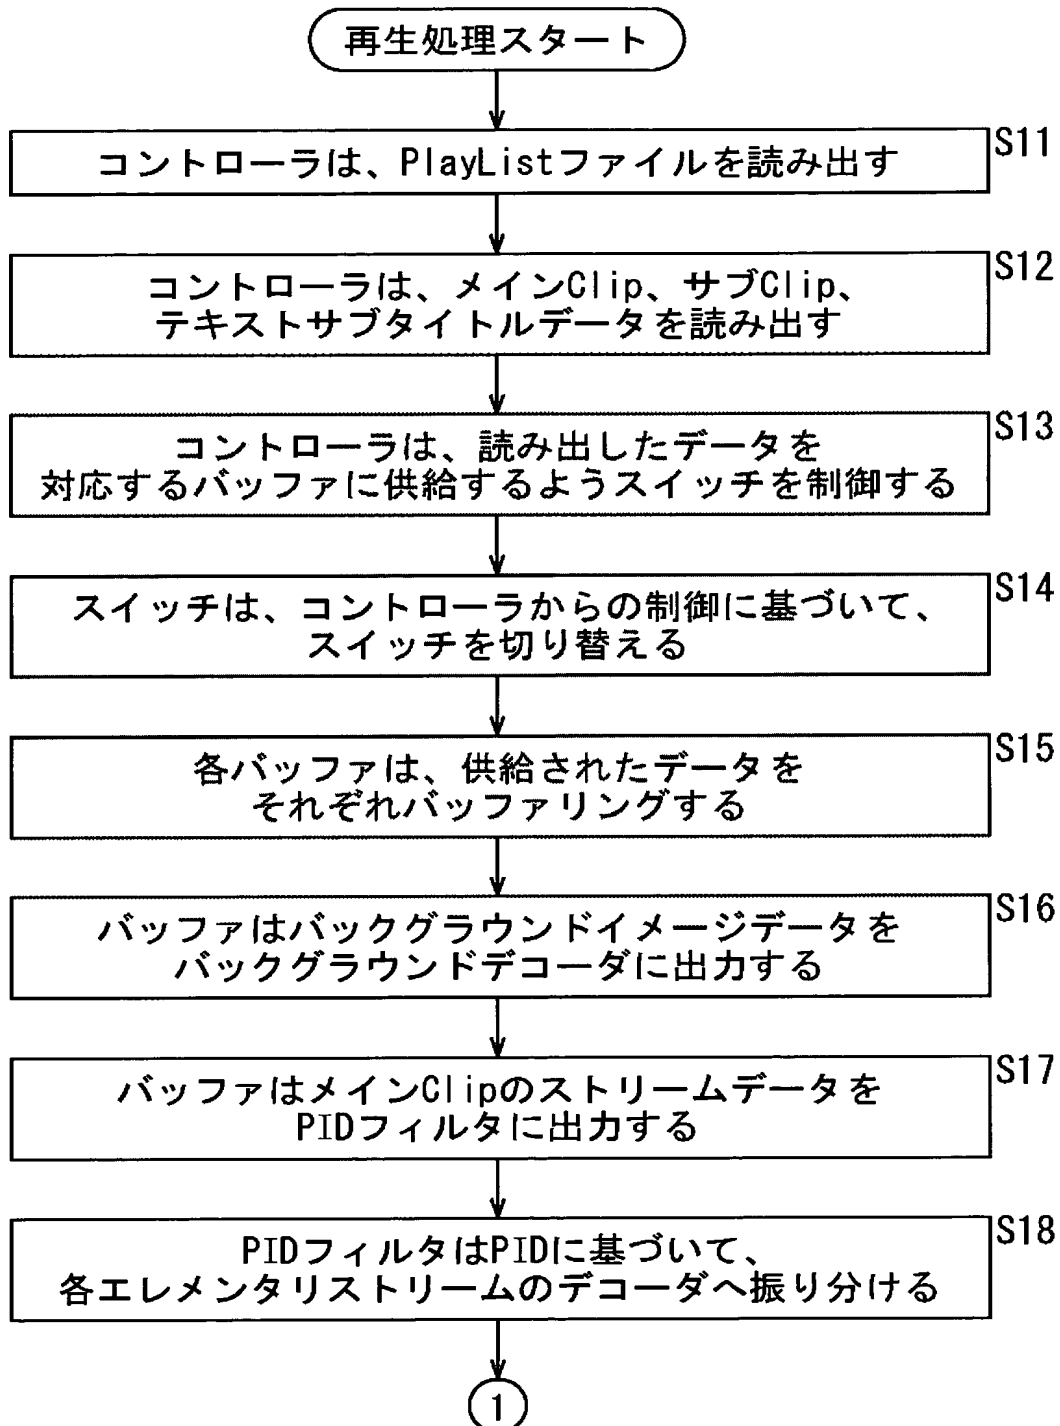 再生処理スタート
S11
コントローラは、PlayListファイルを読み出す
S12
コントローラは、メインClip、サブClip、
テキストサブタイトルデータを読み出す
S13
コントローラは、読み出したデータを
対応するバッファに供給するようスイッチを制御する
S14
スイッチは、コントローラからの制御に基づいて、
スイッチを切り替える
S15
各バッファは、供給されたデータを
それぞれバッファリングする
S16
バッファはバックグラウンドイメージデータを
バックグラウンドデコーダに出力する
S17
バッファはメインClipのストリームデータを
PIDフィルタに出力する
S18
PIDフィルタはPIDに基づいて、
各エレメンタリストリームのデコーダへ振り分ける
1